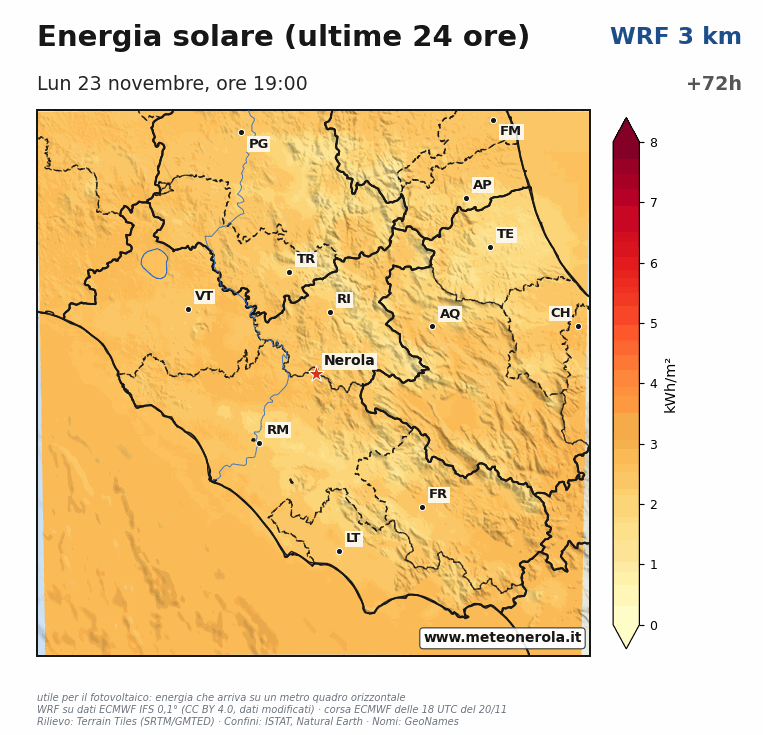 Energia solare (ultime 24 ore)
WRF 3 km
Lun 23 novembre, ore 19:00
+72h
FM
PG
AP
TE
TR
VT
RI
AQ
CH
Nerola
RM
FR
LT
www.meteonerola.it
8
7
6
5
4
3
2
1
0
kWh/m²
utile per il fotovoltaico: energia che arriva su un metro quadro orizzontale
WRF su dati ECMWF IFS 0,1° (CC BY 4.0, dati modificati) · corsa ECMWF delle 18 UTC del 20/11
Rilievo: Terrain Tiles (SRTM/GMTED) · Confini: ISTAT, Natural Earth · Nomi: GeoNames